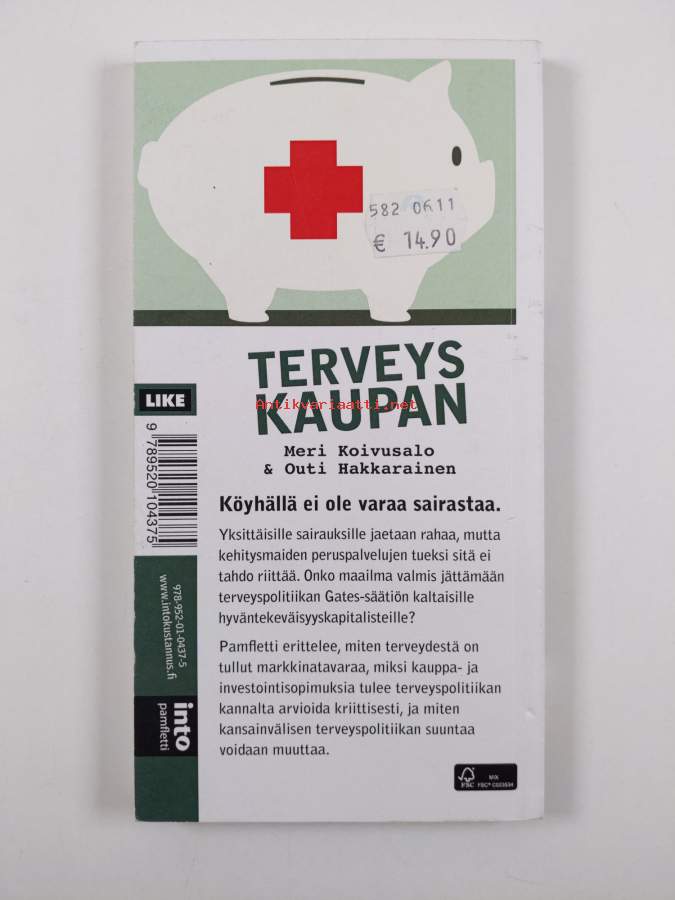 582 0611
€ 14.90
TERVEYS
KAUPAN
Antikvariaatti.net
Meri Koivusalo
& Outi Hakkarainen
Köyhällä ei ole varaa sairastaa.
Yksittäisille sairauksille jaetaan rahaa, mutta
kehitysmaiden peruspalvelujen tueksi sitä ei
tahdo riittää. Onko maailma valmis jättämään
terveyspolitiikan Gates-säätiön kaltaisille
hyväntekeväisyyskapitalisteille?
Pamfletti erittelee, miten terveydestä on
tullut markkinatavaraa, miksi kauppa- ja
investointisopimuksia tulee terveyspolitiikan
kannalta arvioida kriittisesti, ja miten
kansainvälisen terveyspolitiikan suuntaa
voidaan muuttaa.
LIKE
9 789520 104375
978-952-01-0437-5
www.intokustannus.fi
into
pamfletti
FSC
MIX
FSC® C023594